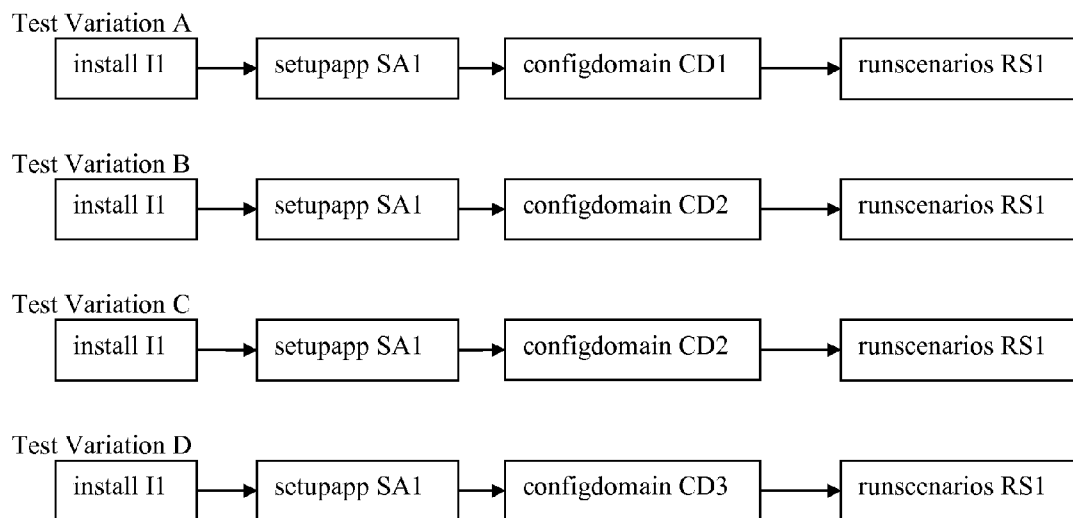 Test Variation A
install I1 setupapp SA1 configdomain CD1 runscenarios RS1
Test Variation B
install I1 setupapp SA1 configdomain CD2 runscenarios RS1
Test Variation C
install I1 setupapp SA1 configdomain CD2 runscenarios RS1
Test Variation D
install I1 setupapp SA1 configdomain CD3 runscenarios RS1